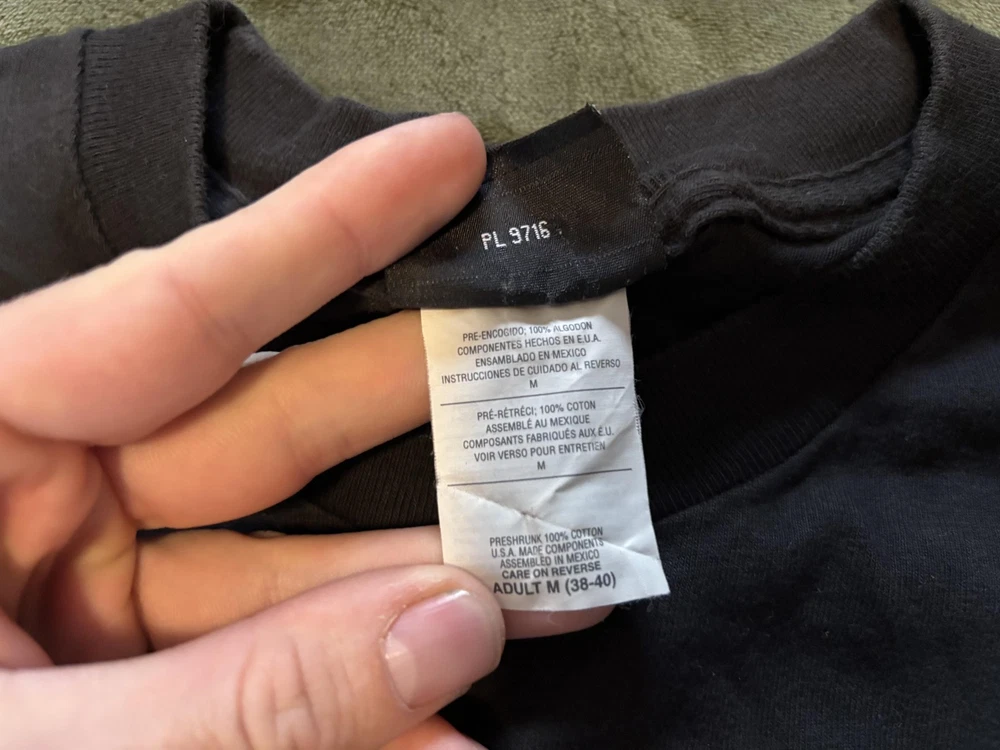 PL 9716
PRE-ENCOGIDO; 100% ALGODON
COMPONENTES HECHOS EN E.U.A.
ENSAMBLADO EN MEXICO
INSTRUCCIONES DE CUIDADO AL REVERSO
M
PRÉ-RÉTRÉCI; 100% COTON
ASSEMBLÉ AU MEXIQUE
COMPOSANTS FABRIQUÉS AUX É.U.
VOIR VERSO POUR ENTRETIEN
M
PRESHRUNK 100% COTTON
U.S.A. MADE COMPONENTS
ASSEMBLED IN MEXICO
CARE ON REVERSE
ADULT M (38-40)